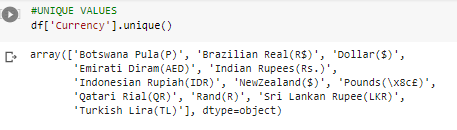 #UNIQUE VALUES
df['Currency'].unique()
array(['Botswana Pula(P)', 'Brazilian Real(R$)', 'Dollar($)',
'Emirati Diram(AED)', 'Indian Rupees(Rs.)',
'Indonesian Rupiah(IDR)', 'NewZealand($)', 'Pounds(\x8c£)',
'Qatari Rial(QR)', 'Rand(R)', 'Sri Lankan Rupee(LKR)',
'Turkish Lira(TL)'], dtype=object)